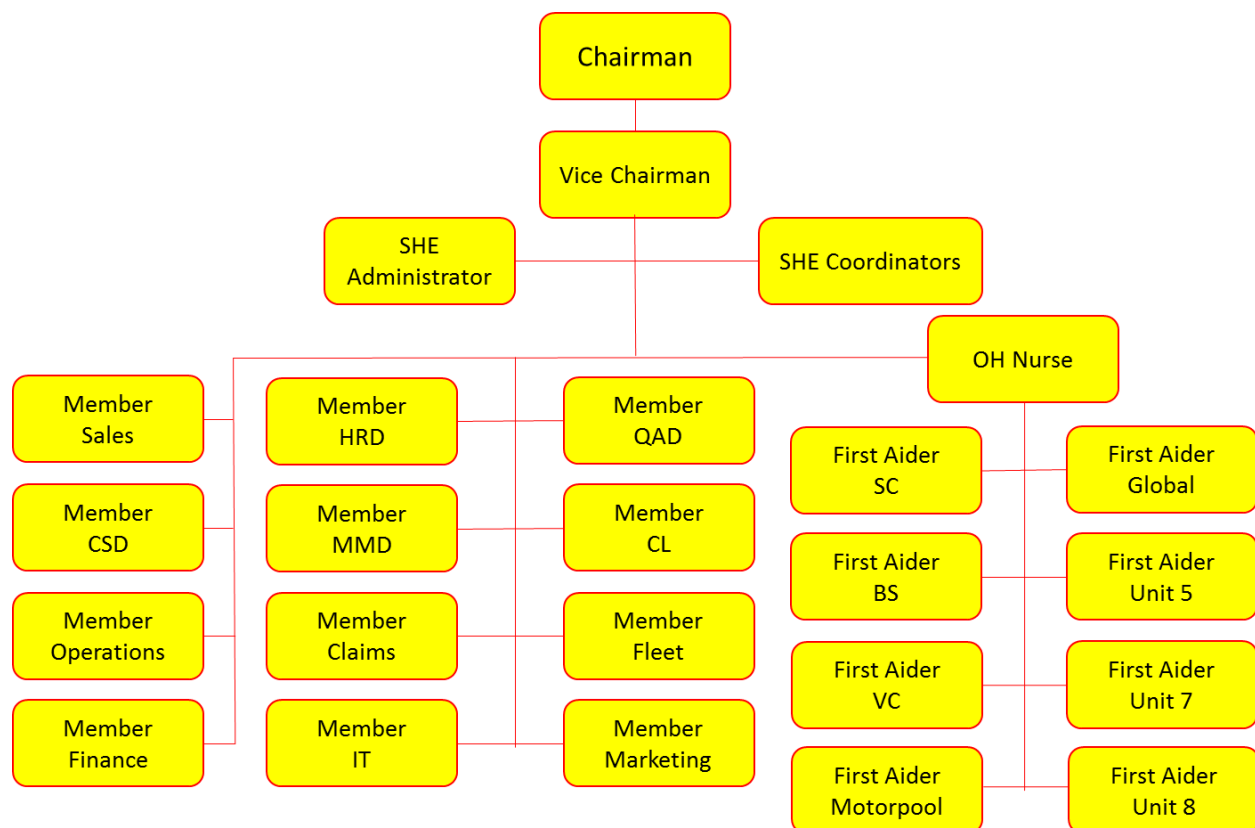 Chairman
Vice Chairman
SHE
Administrator
SHE Coordinators
OH Nurse
Member
Sales
Member
HRD
Member
QAD
First Aider
SC
First Aider
Global
Member
CSD
Member
MMD
Member
CL
First Aider
BS
First Aider
Unit 5
Member
Operations
Member
Claims
Member
Fleet
First Aider
VC
First Aider
Unit 7
Member
Finance
Member
IT
Member
Marketing
First Aider
Motorpool
First Aider
Unit 8